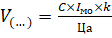 V(...) = C×Iмо×k / Ца